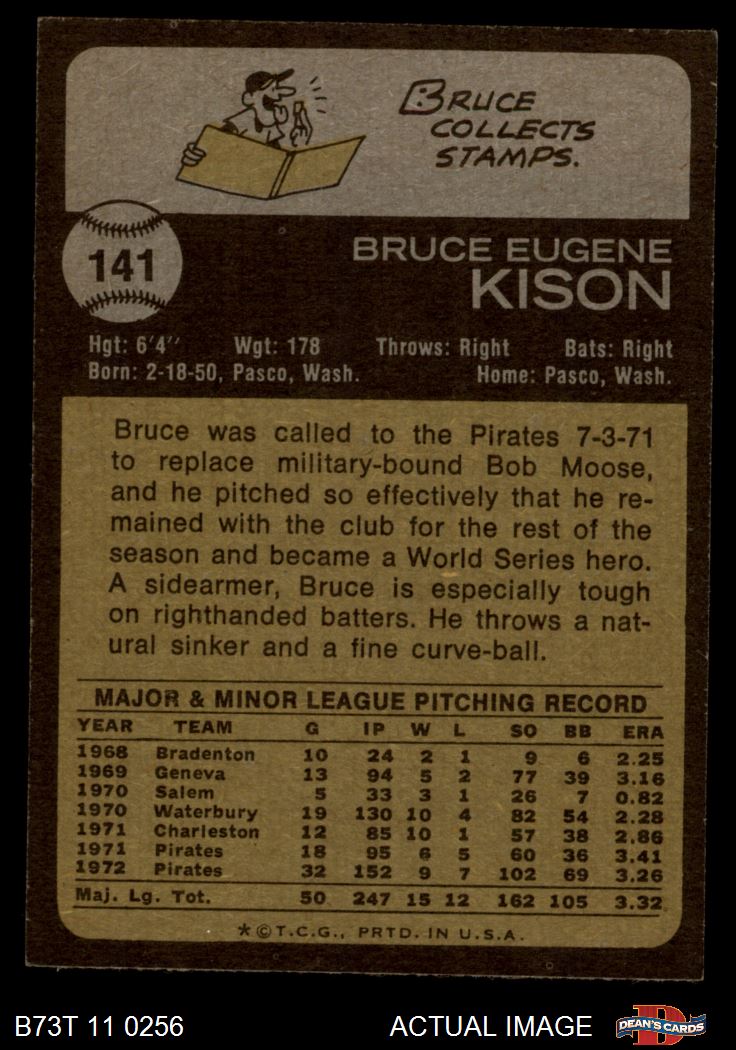 BRUCE
COLLECTS
STAMPS.
141
BRUCE EUGENE
KISON
Hgt: 6'4" Wgt: 178 Throws: Right Bats: Right
Born: 2-18-50, Pasco, Wash. Home: Pasco, Wash.
Bruce was called to the Pirates 7-3-71
to replace military-bound Bob Moose,
and he pitched so effectively that he re-
mained with the club for the rest of the
season and became a World Series hero.
A sidearmer, Bruce is especially tough
on righthanded batters. He throws a nat-
ural sinker and a fine curve-ball.
MAJOR & MINOR LEAGUE PITCHING RECORD
YEAR TEAM G IP W L SO BB ERA
1968 Bradenton 10 24 2 1 9 6 2.25
1969 Geneva 13 94 5 2 77 39 3.16
1970 Salem 5 33 3 1 26 7 0.82
1970 Waterbury 19 130 10 4 82 54 2.28
1971 Charleston 12 85 10 1 57 38 2.86
1971 Pirates 18 95 6 5 60 36 3.41
1972 Pirates 32 152 9 7 102 69 3.26
Maj. Lg. Tot. 50 247 15 12 162 105 3.32
*©T.C.G., PRTD. IN U.S.A.
B73T 11 0256 ACTUAL IMAGE
D
DEAN'S CARDS